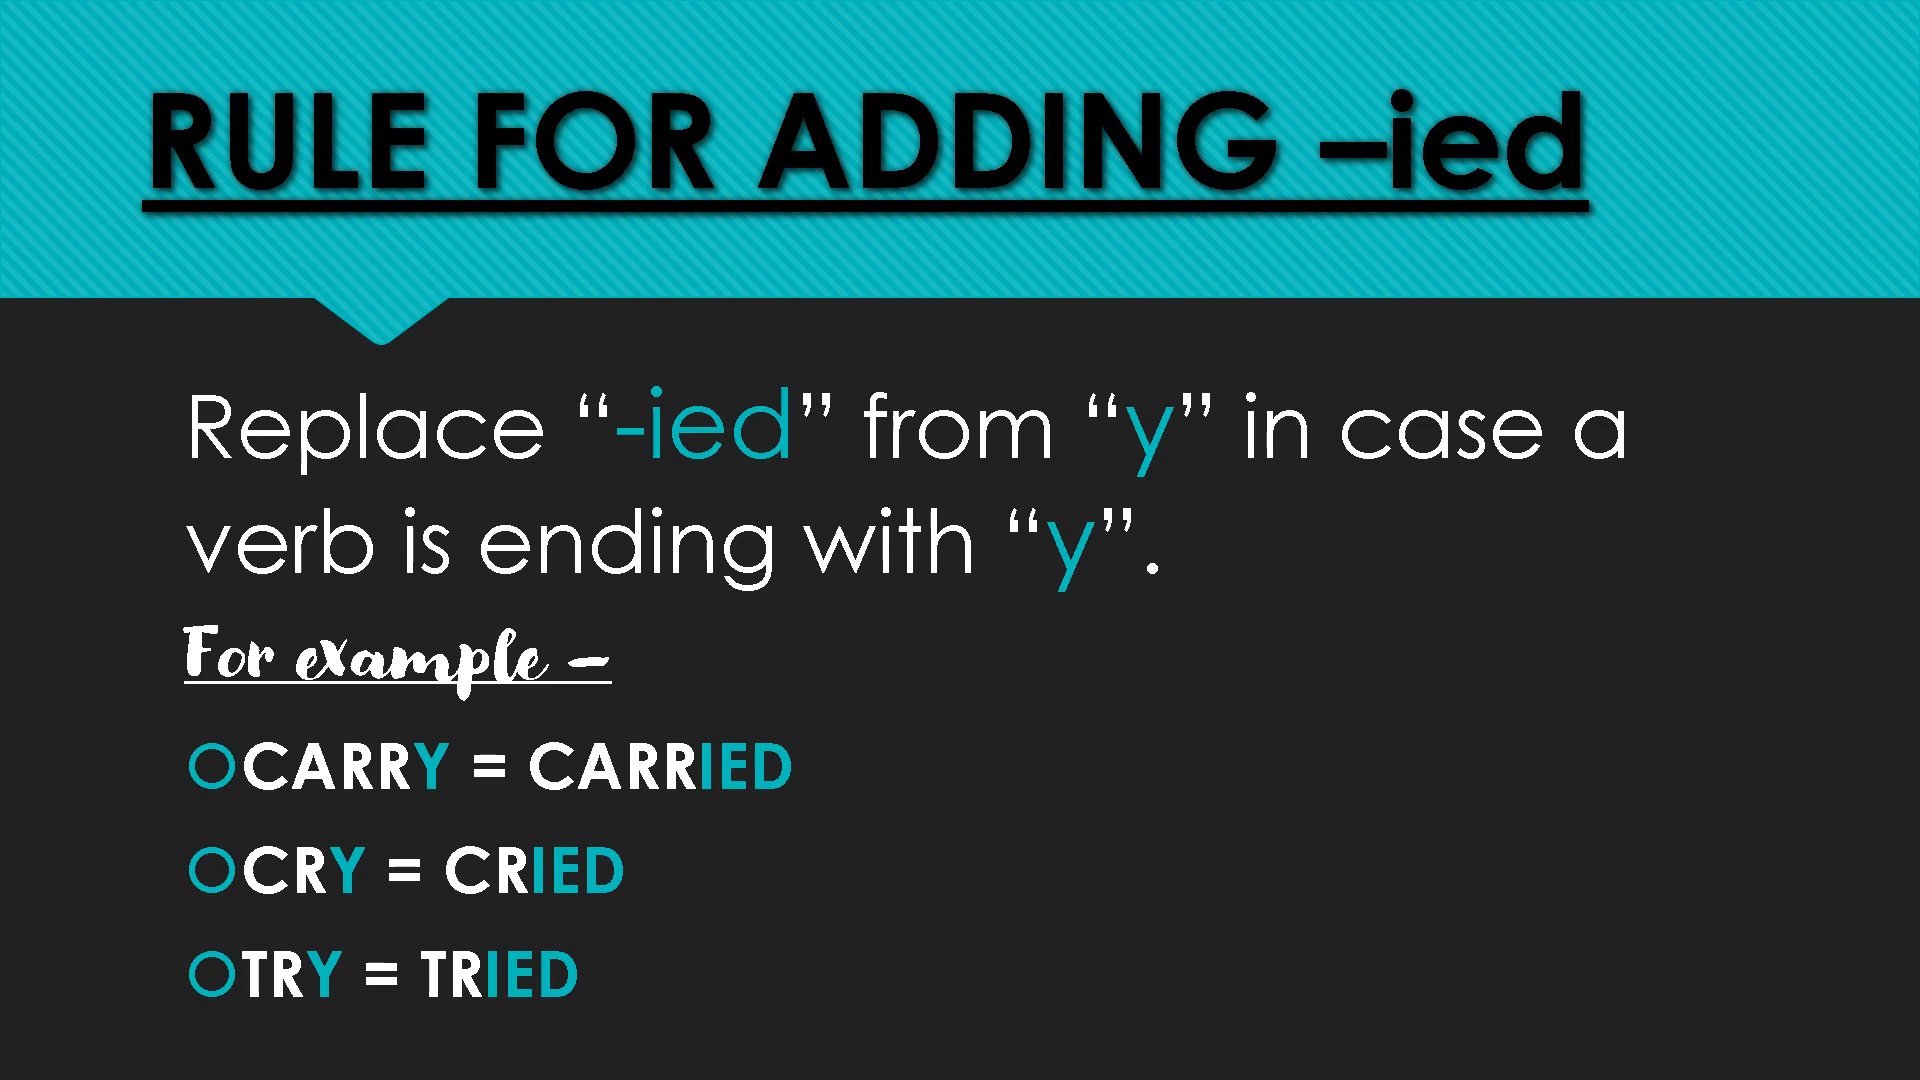 RULE FOR ADDING –ied
Replace “-ied” from “y” in case a
verb is ending with “y”.
For example –
CARRY = CARRIED
CRY = CRIED
TRY = TRIED